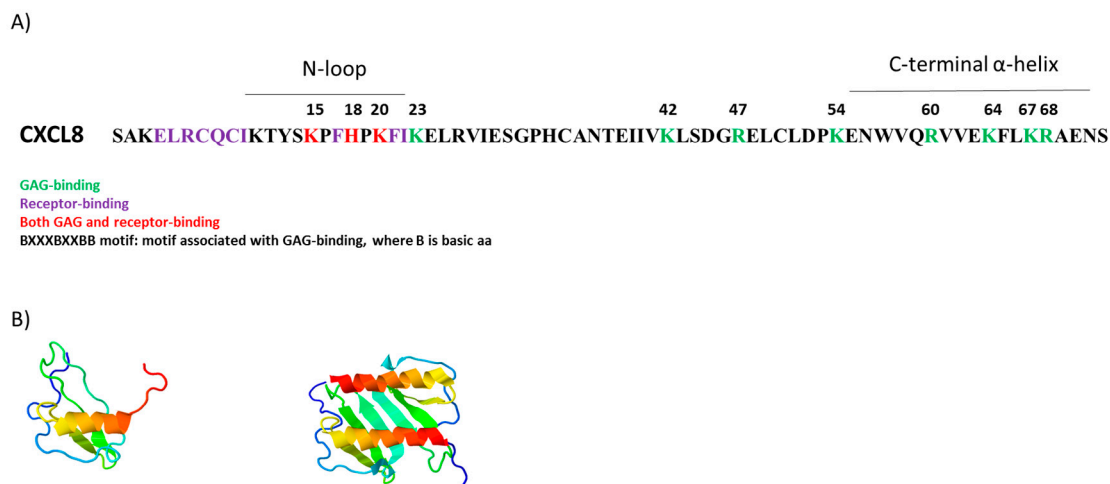 A)
N-loop
C-terminal α-helix
15 18 20 23 42 47 54 60 64 67 68
CXCL8 SAKELRCQCIKTYSKPFHPKFIKELRVIESGPHCANTEIIVKLSDGRELCLDPKENWVQRVVEKFLKRAENS
GAG-binding
Receptor-binding
Both GAG and receptor-binding
BXXXBXXBB motif: motif associated with GAG-binding, where B is basic aa
B)